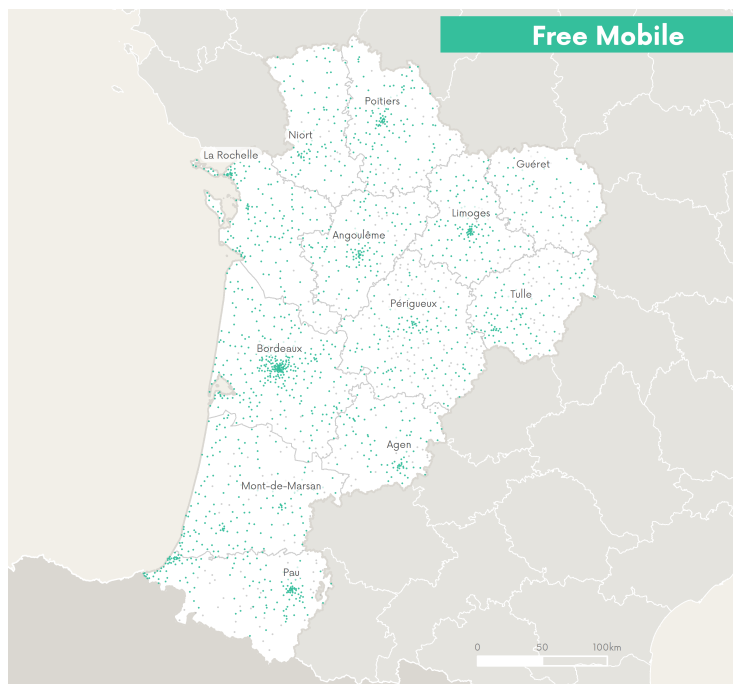 Free Mobile
Poitiers
Niort
La Rochelle
Guéret
Limoges
Angoulême
Tulle
Périgueux
Bordeaux
Agen
Mont-de-Marsan
Pau
0 50 100km